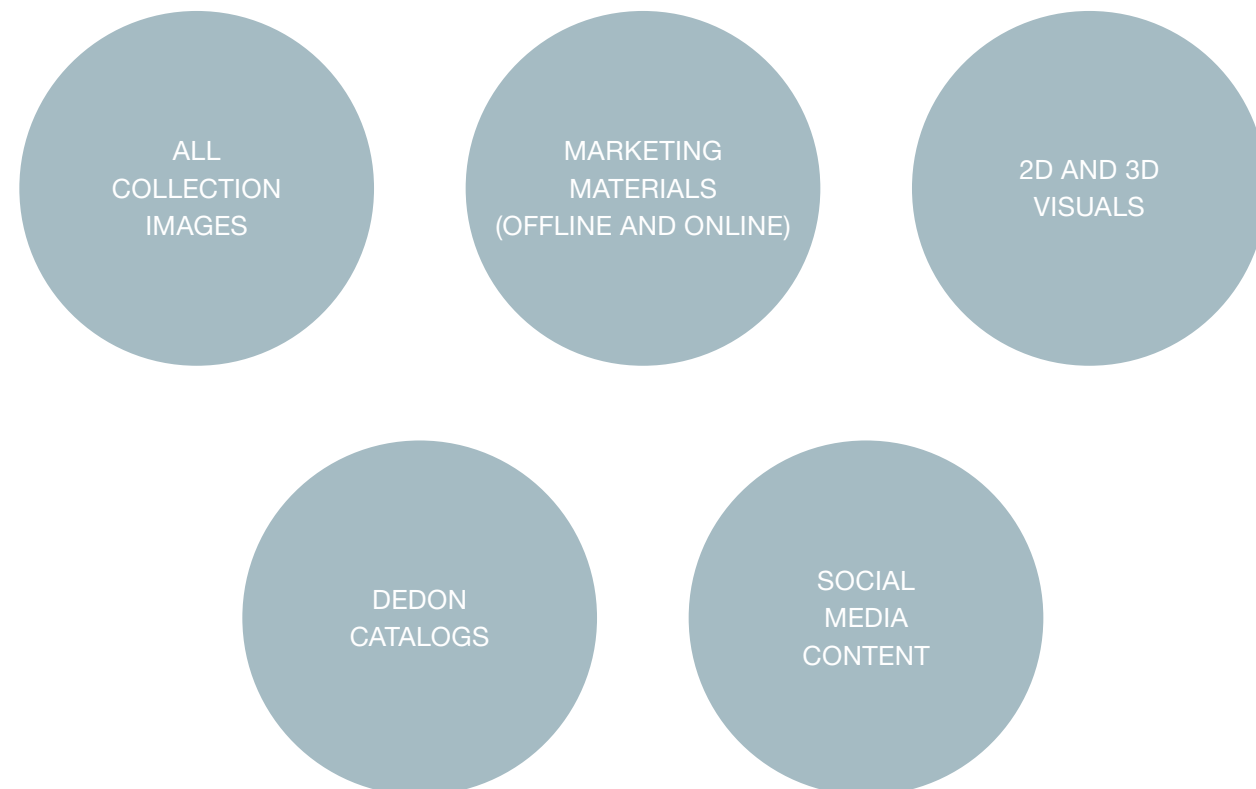 ALL
COLLECTION
IMAGES
MARKETING
MATERIALS
(OFFLINE AND ONLINE)
2D AND 3D
VISUALS
DEDON
CATALOGS
SOCIAL
MEDIA
CONTENT